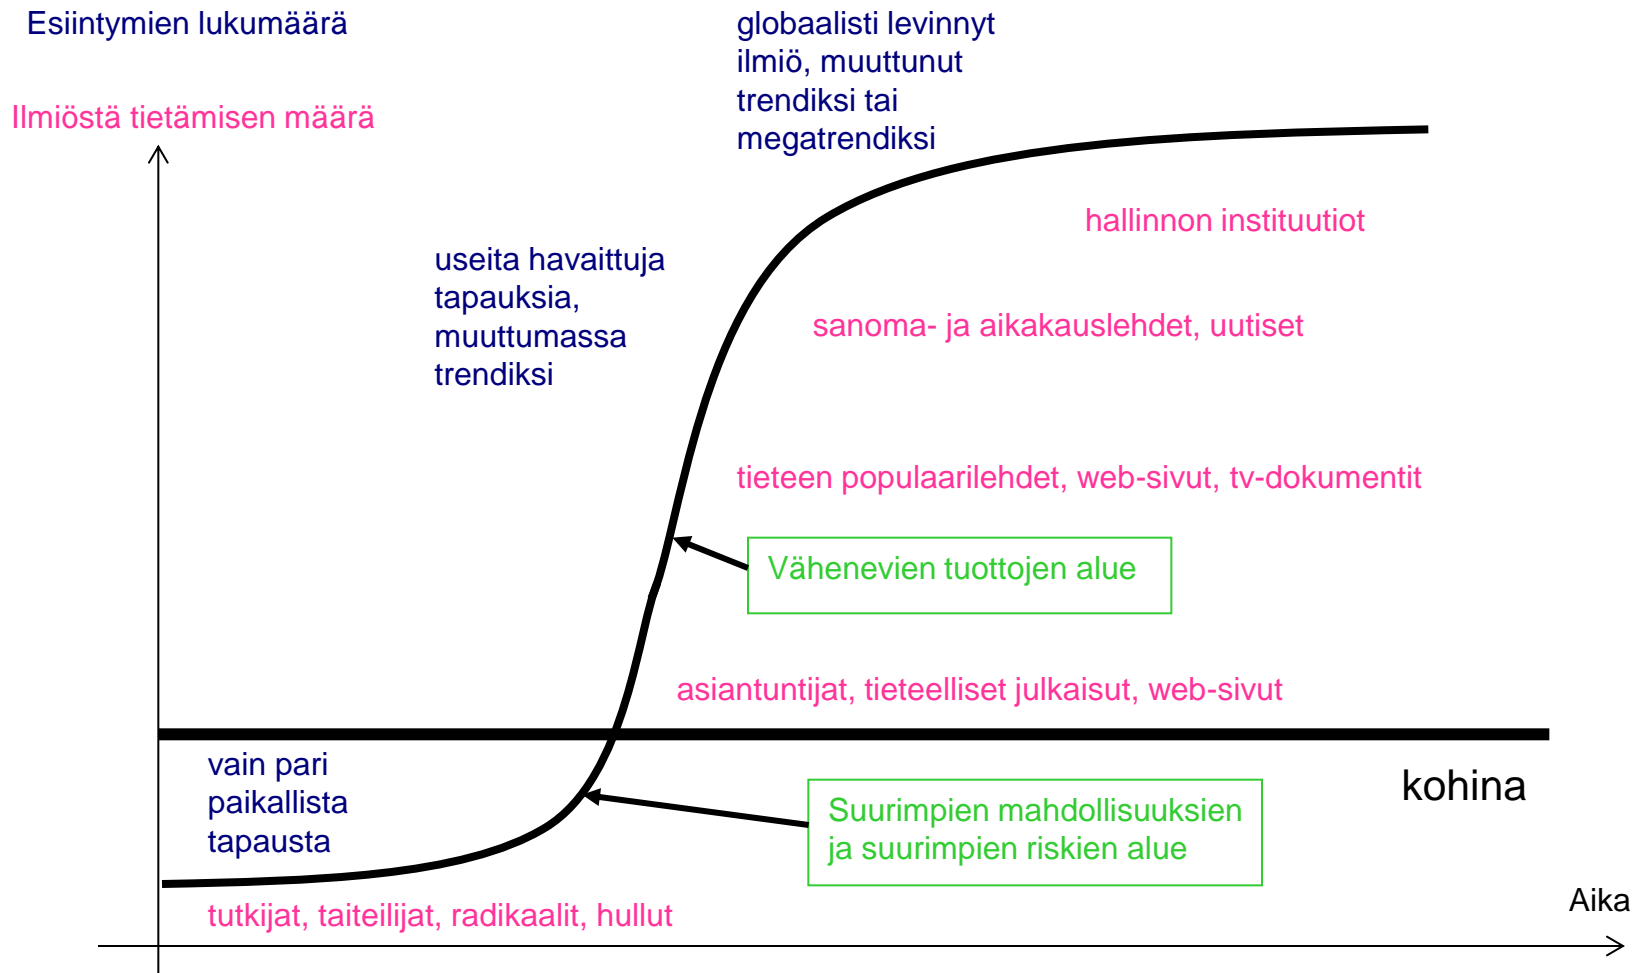 Esiintymien lukumäärä
Ilmiöstä tietämisen määrä
globaalisti levinnyt
ilmiö, muuttunut
trendiksi tai
megatrendiksi
hallinnon instituutiot
useita havaittuja
tapauksia,
muuttumassa
trendiksi
sanoma- ja aikakauslehdet, uutiset
tieteen populaarilehdet, web-sivut, tv-dokumentit
Vähenevien tuottojen alue
asiantuntijat, tieteelliset julkaisut, web-sivut
vain pari
paikallista
tapausta
kohina
Suurimpien mahdollisuuksien
ja suurimpien riskien alue
tutkijat, taiteilijat, radikaalit, hullut
Aika